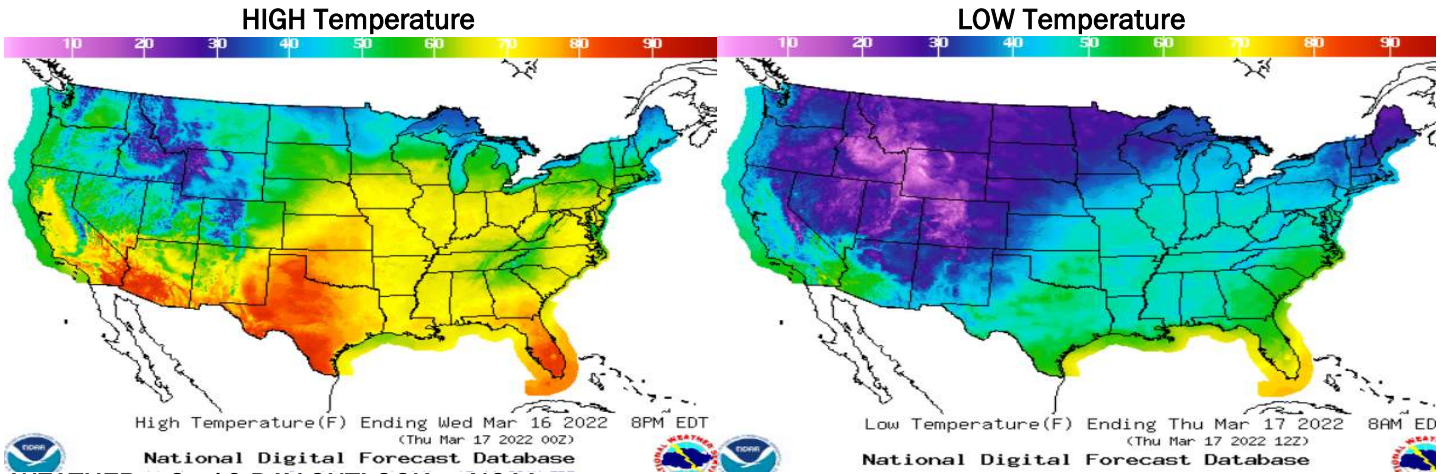 HIGH Temperature
LOW Temperature
10 20 30 40 50 60 70 80 90
10 20 30 40 50 60 70 80 90
High Temperature(F) Ending Wed Mar 16 2022 8PM EDT
(Thu Mar 17 2022 00Z)
National Digital Forecast Database
Low Temperature(F) Ending Thu Mar 17 2022 8AM ED
(Thu Mar 17 2022 12Z)
National Digital Forecast Database
NOAA